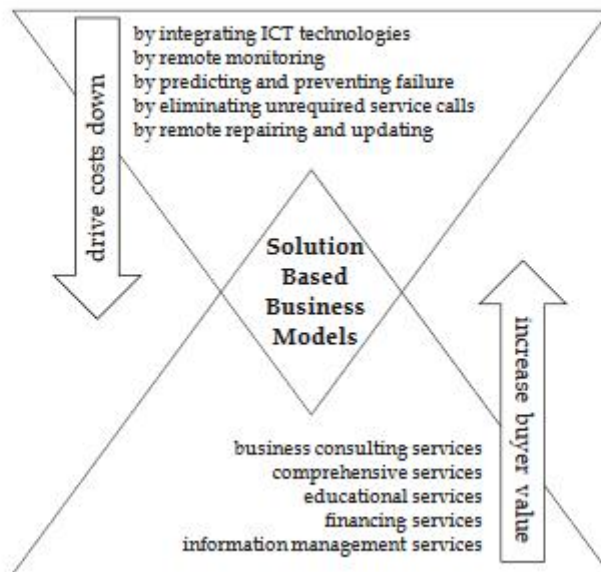 by integrating ICT technologies
by remote monitoring
by predicting and preventing failure
by eliminating unrequired service calls
by remote repairing and updating
drive costs down
Solution
Based
Business
Models
increase buyer value
business consulting services
comprehensive services
educational services
financing services
information management services